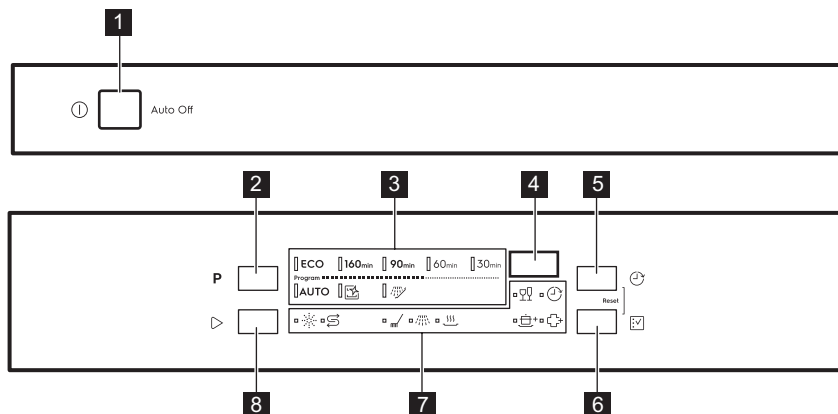 1
Auto Off
2 3 4 5
ECO 160min 90min 60min 30min
P
Program
AUTO
Reset
8 7 6